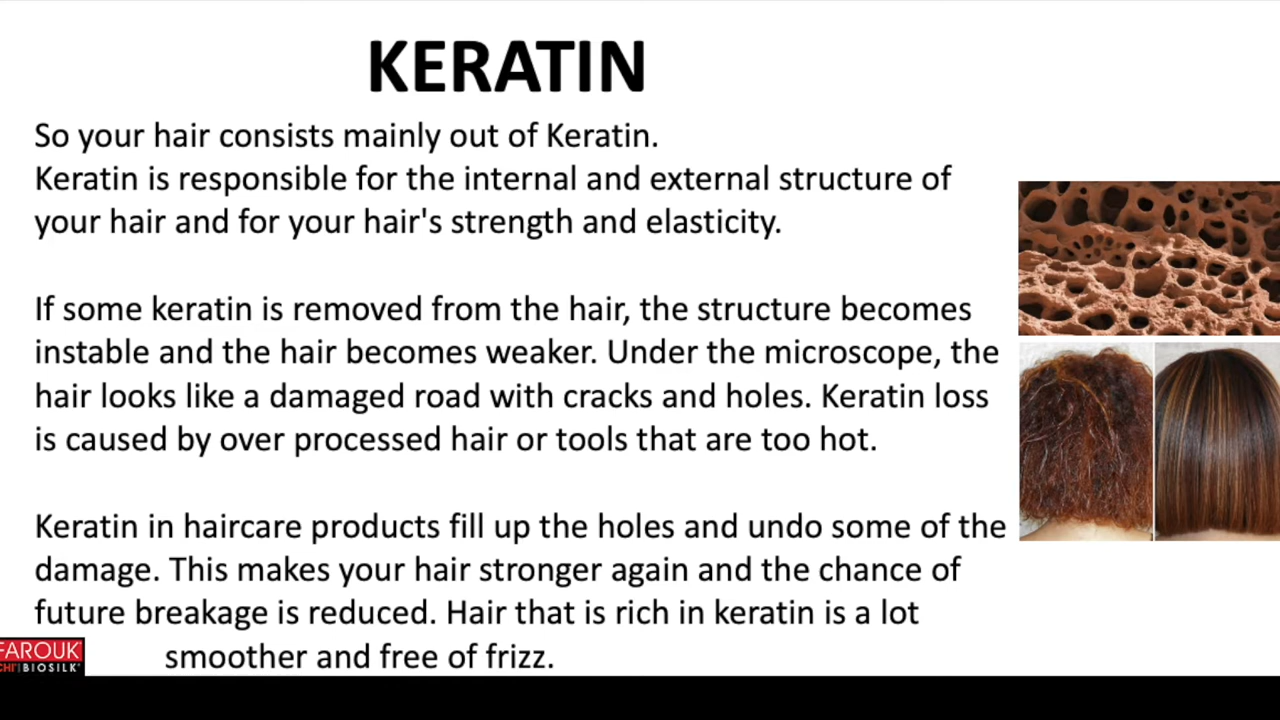 KERATIN
So your hair consists mainly out of Keratin.
Keratin is responsible for the internal and external structure of
your hair and for your hair's strength and elasticity.
If some keratin is removed from the hair, the structure becomes
instable and the hair becomes weaker. Under the microscope, the
hair looks like a damaged road with cracks and holes. Keratin loss
is caused by over processed hair or tools that are too hot.
Keratin in haircare products fill up the holes and undo some of the
damage. This makes your hair stronger again and the chance of
future breakage is reduced. Hair that is rich in keratin is a lot
smoother and free of frizz.
FAROUK
CHI BIOSILK